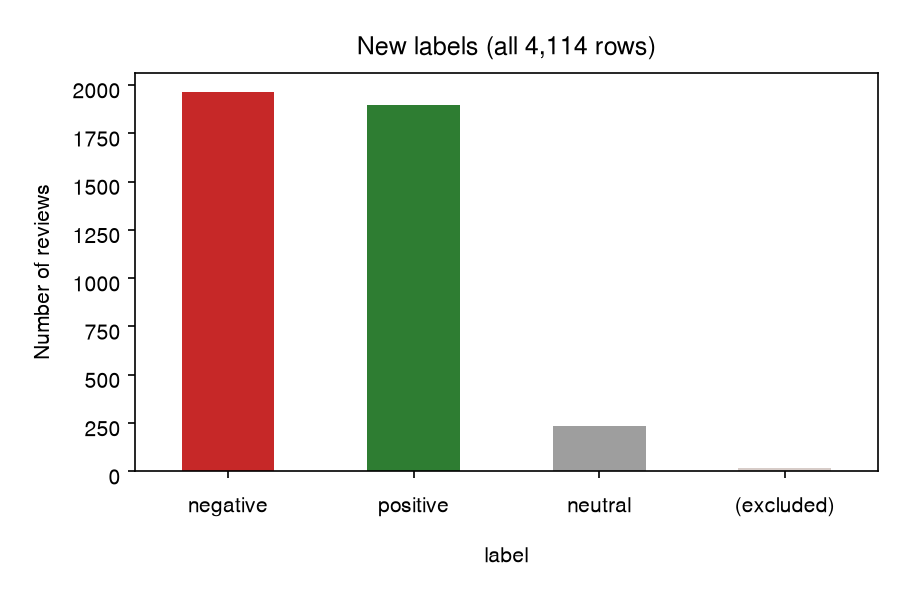 New labels (all 4,114 rows)
Number of reviews
2000
1750
1500
1250
1000
750
500
250
0
negative
positive
neutral
(excluded)
label